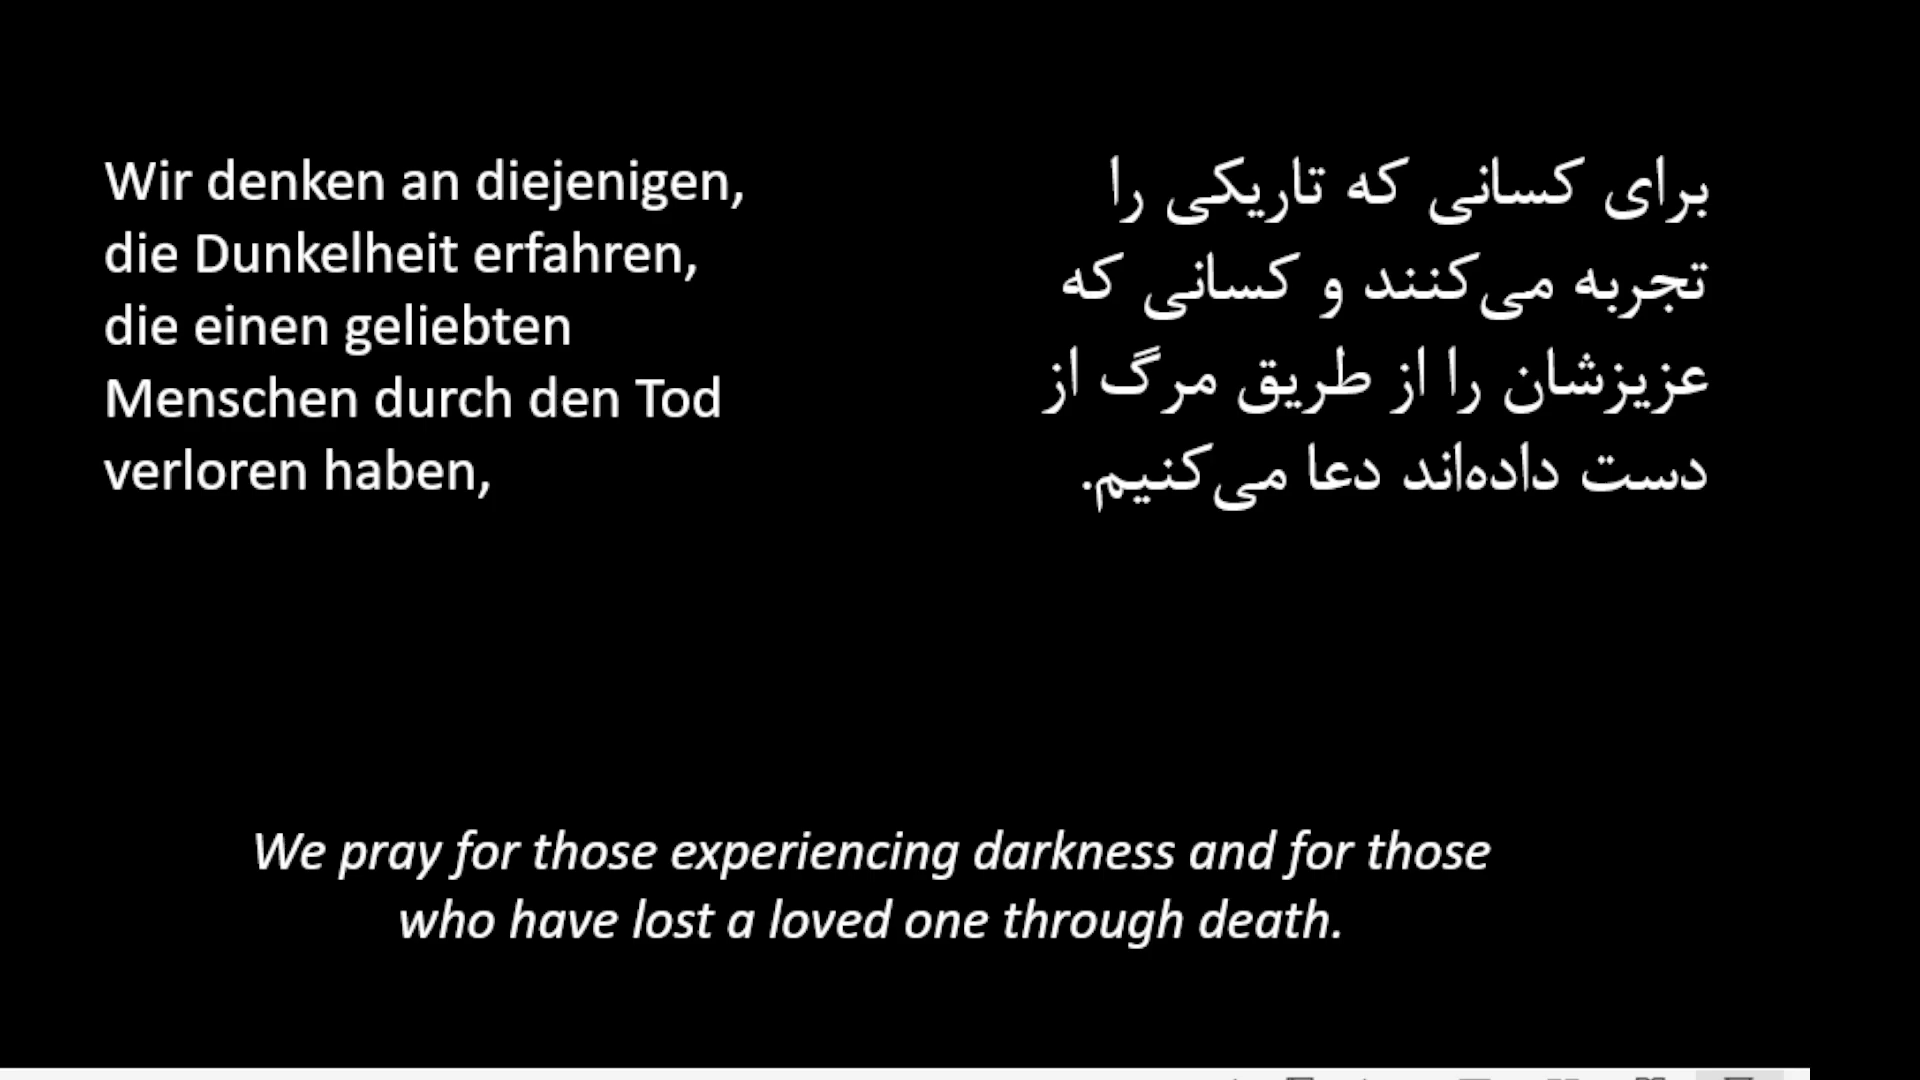 Wir denken an diejenigen,
die Dunkelheit erfahren,
die einen geliebten
Menschen durch den Tod
verloren haben,
برای کسانی که تاریکی را
تجربه می‌کنند و کسانی که
عزیزشان را از طریق مرگ از
دست داده‌اند دعا می‌کنیم.
We pray for those experiencing darkness and for those
who have lost a loved one through death.